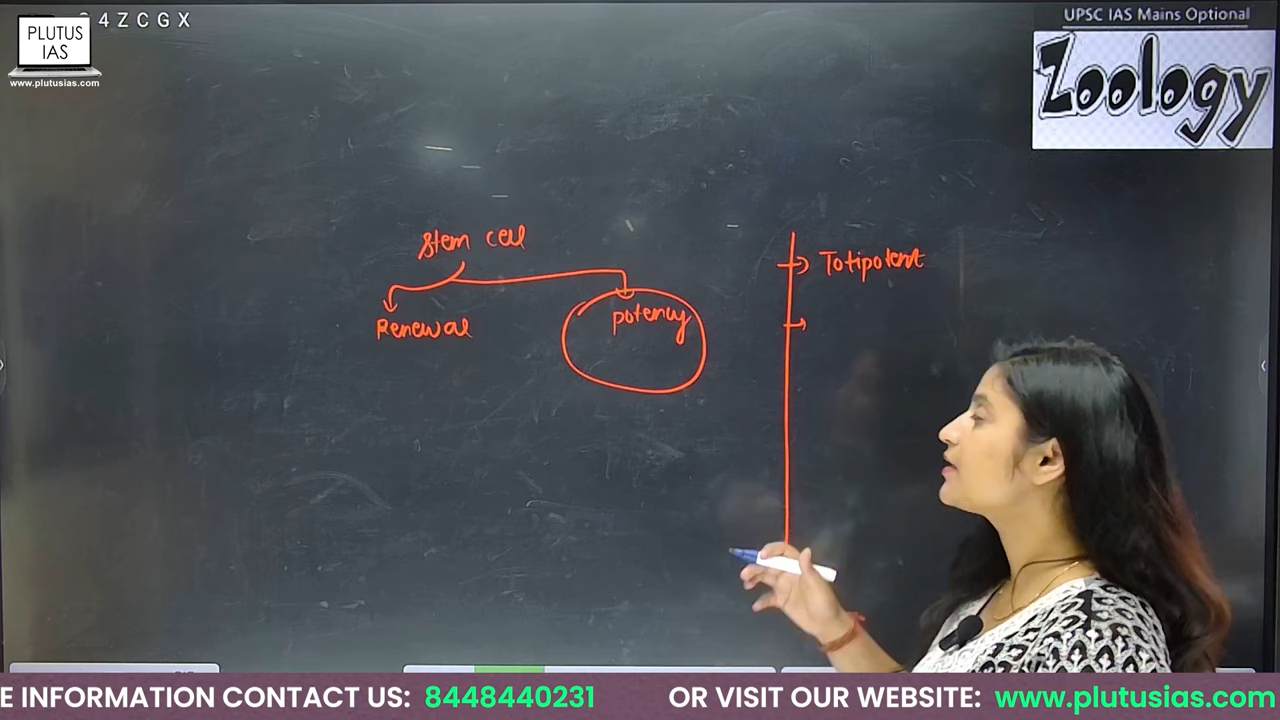 4ZCGX
PLUTUS
IAS
www.plutusias.com
UPSC IAS Mains Optional
Zoology
Stem cell
Renewal
potency
Totipotent
E INFORMATION CONTACT US: 8448440231
OR VISIT OUR WEBSITE: www.plutusias.com